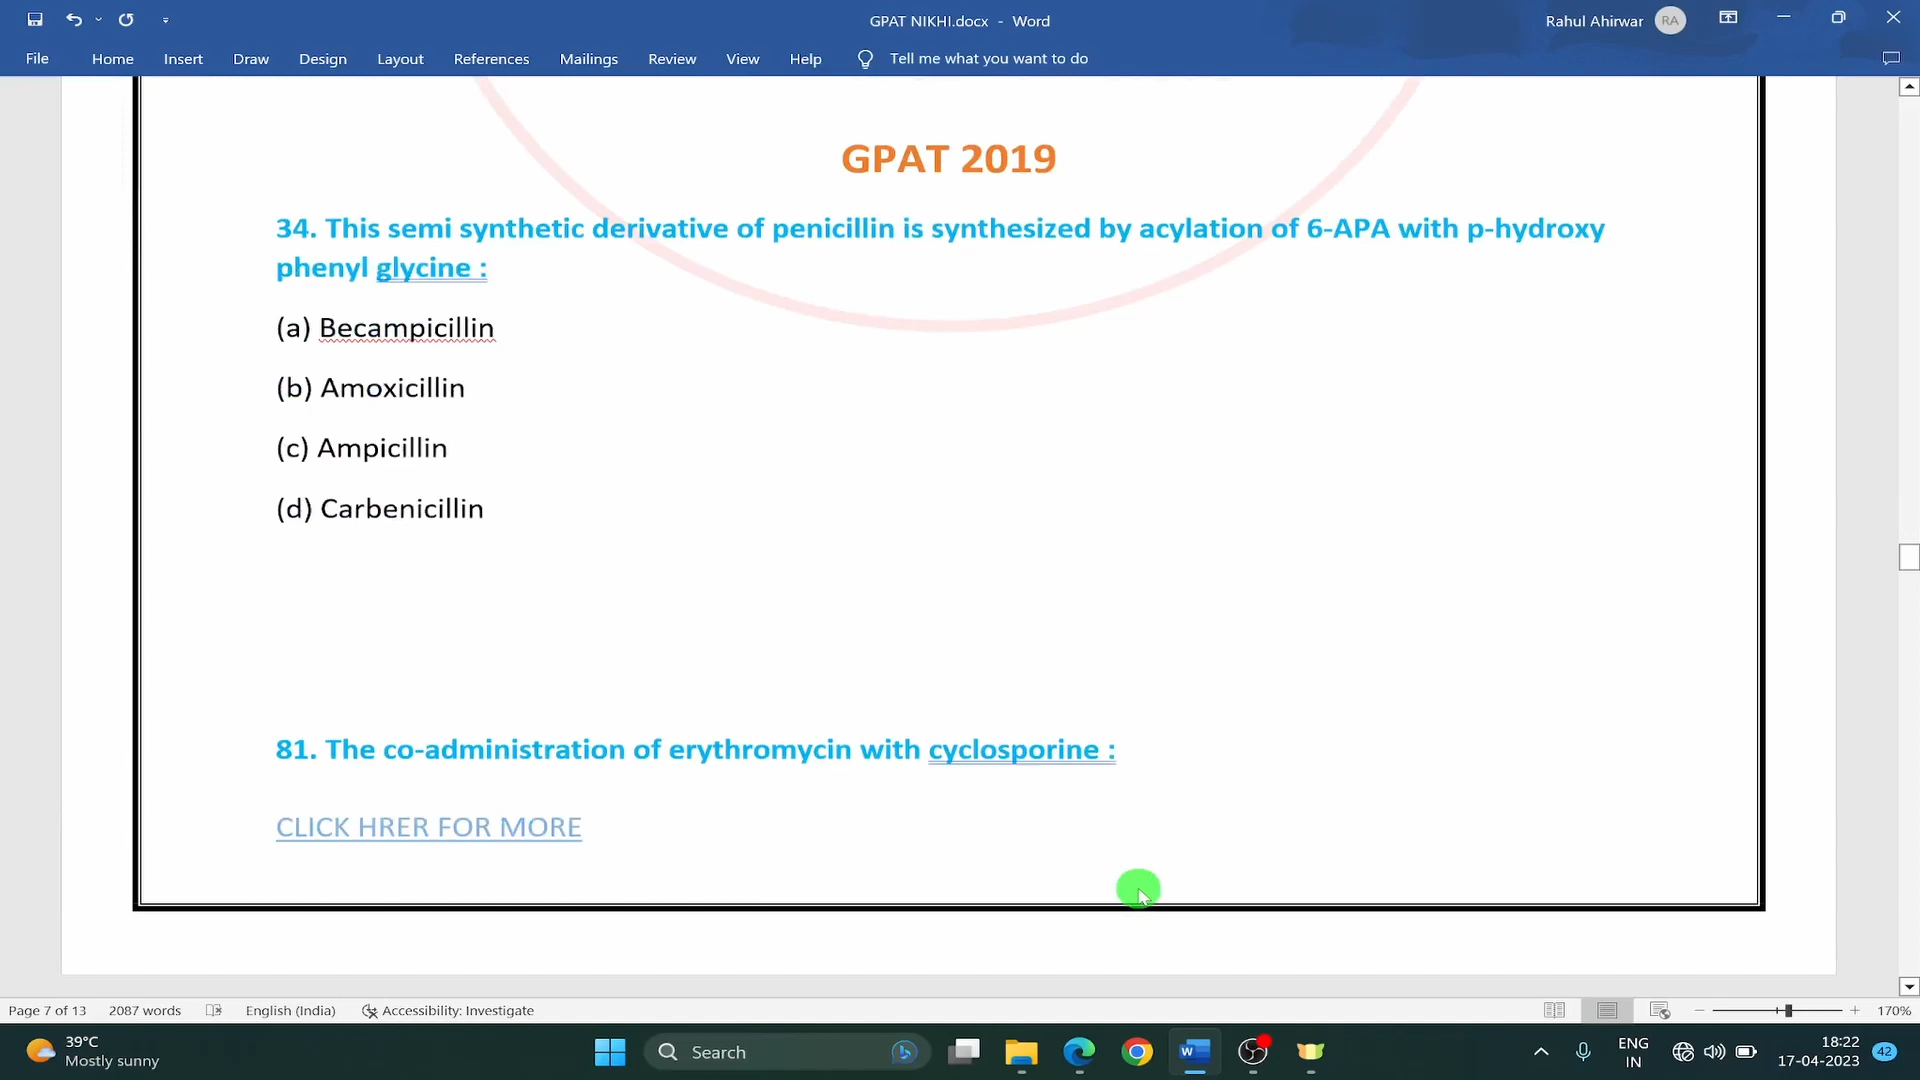 GPAT NIKHI.docx - Word
Rahul Ahirwar
RA
File Home Insert Draw Design Layout References Mailings Review View Help Tell me what you want to do
GPAT 2019
34. This semi synthetic derivative of penicillin is synthesized by acylation of 6-APA with p-hydroxy
phenyl glycine :
(a) Becampicillin
(b) Amoxicillin
(c) Ampicillin
(d) Carbenicillin
81. The co-administration of erythromycin with cyclosporine :
CLICK HRER FOR MORE
Page 7 of 13 2087 words English (India) Accessibility: Investigate 170%
39°C
Mostly sunny
Search
ENG
IN
18:22
17-04-2023
42